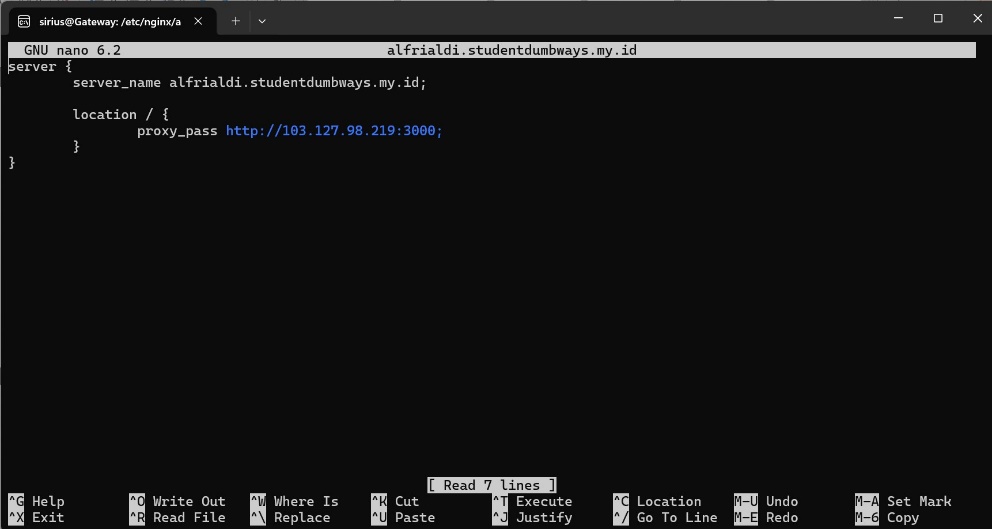 sirius@Gateway: /etc/nginx/a
GNU nano 6.2 alfrialdi.studentdumbways.my.id
server {
server_name alfrialdi.studentdumbways.my.id;
location / {
proxy_pass http://103.127.98.219:3000;
}
}
[ Read 7 lines ]
^G Help ^O Write Out ^W Where Is ^K Cut ^T Execute ^C Location M-U Undo M-A Set Mark
^X Exit ^R Read File ^\ Replace ^U Paste ^J Justify ^/ Go To Line M-E Redo M-6 Copy